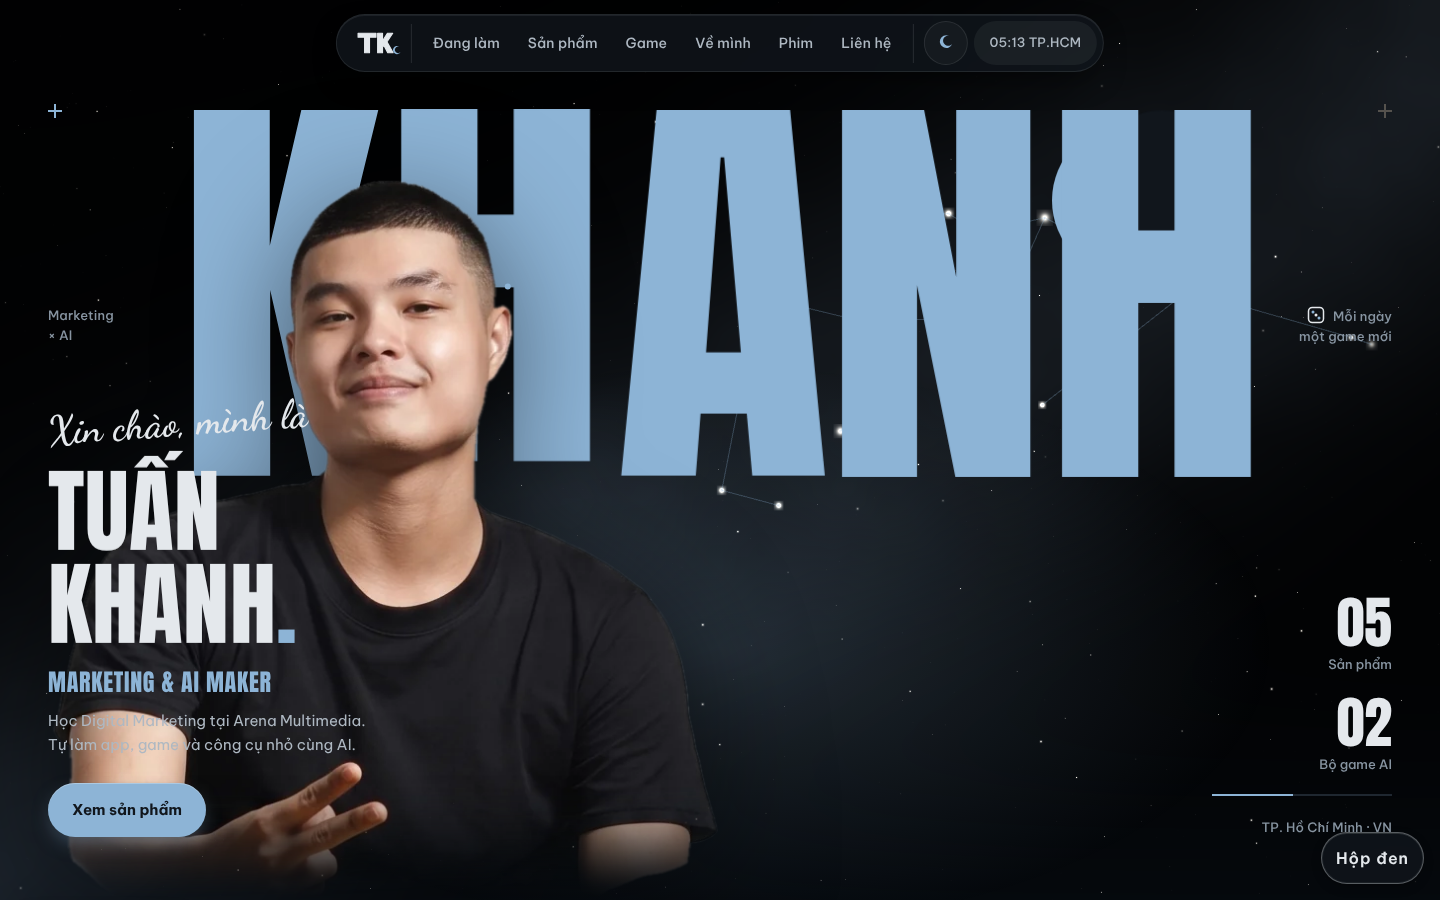 TK
Đang làm
Sản phẩm
Game
Về mình
Phim
Liên hệ
05:13 TP.HCM
KHANH
Marketing
× AI
Mỗi ngày
một game mới
Xin chào, mình là
TUẤN
KHANH.
MARKETING & AI MAKER
Học Digital Marketing tại Arena Multimedia.
Tự làm app, game và công cụ nhỏ cùng AI.
Xem sản phẩm
05
Sản phẩm
02
Bộ game AI
TP. Hồ Chí Minh · VN
Hộp đen